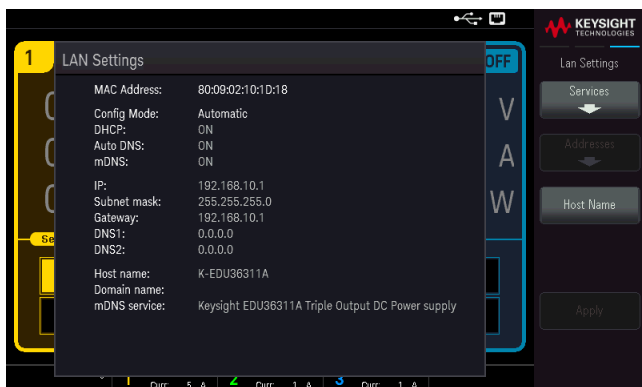 KEYSIGHT
TECHNOLOGIES
1
LAN Settings
OFF
Lan Settings
MAC Address: 80:09:02:10:1D:18
Services
Config Mode: Automatic
DHCP: ON
Auto DNS: ON
mDNS: ON
V
A
W
Addresses
IP: 192.168.10.1
Subnet mask: 255.255.255.0
Gateway: 192.168.10.1
DNS1: 0.0.0.0
DNS2: 0.0.0.0
Host Name
Se
Host name: K-EDU36311A
Domain name:
mDNS service: Keysight EDU36311A Triple Output DC Power supply
Apply
1 Curr: 5 A 2 Curr: 1 A 3 Curr: 1 A